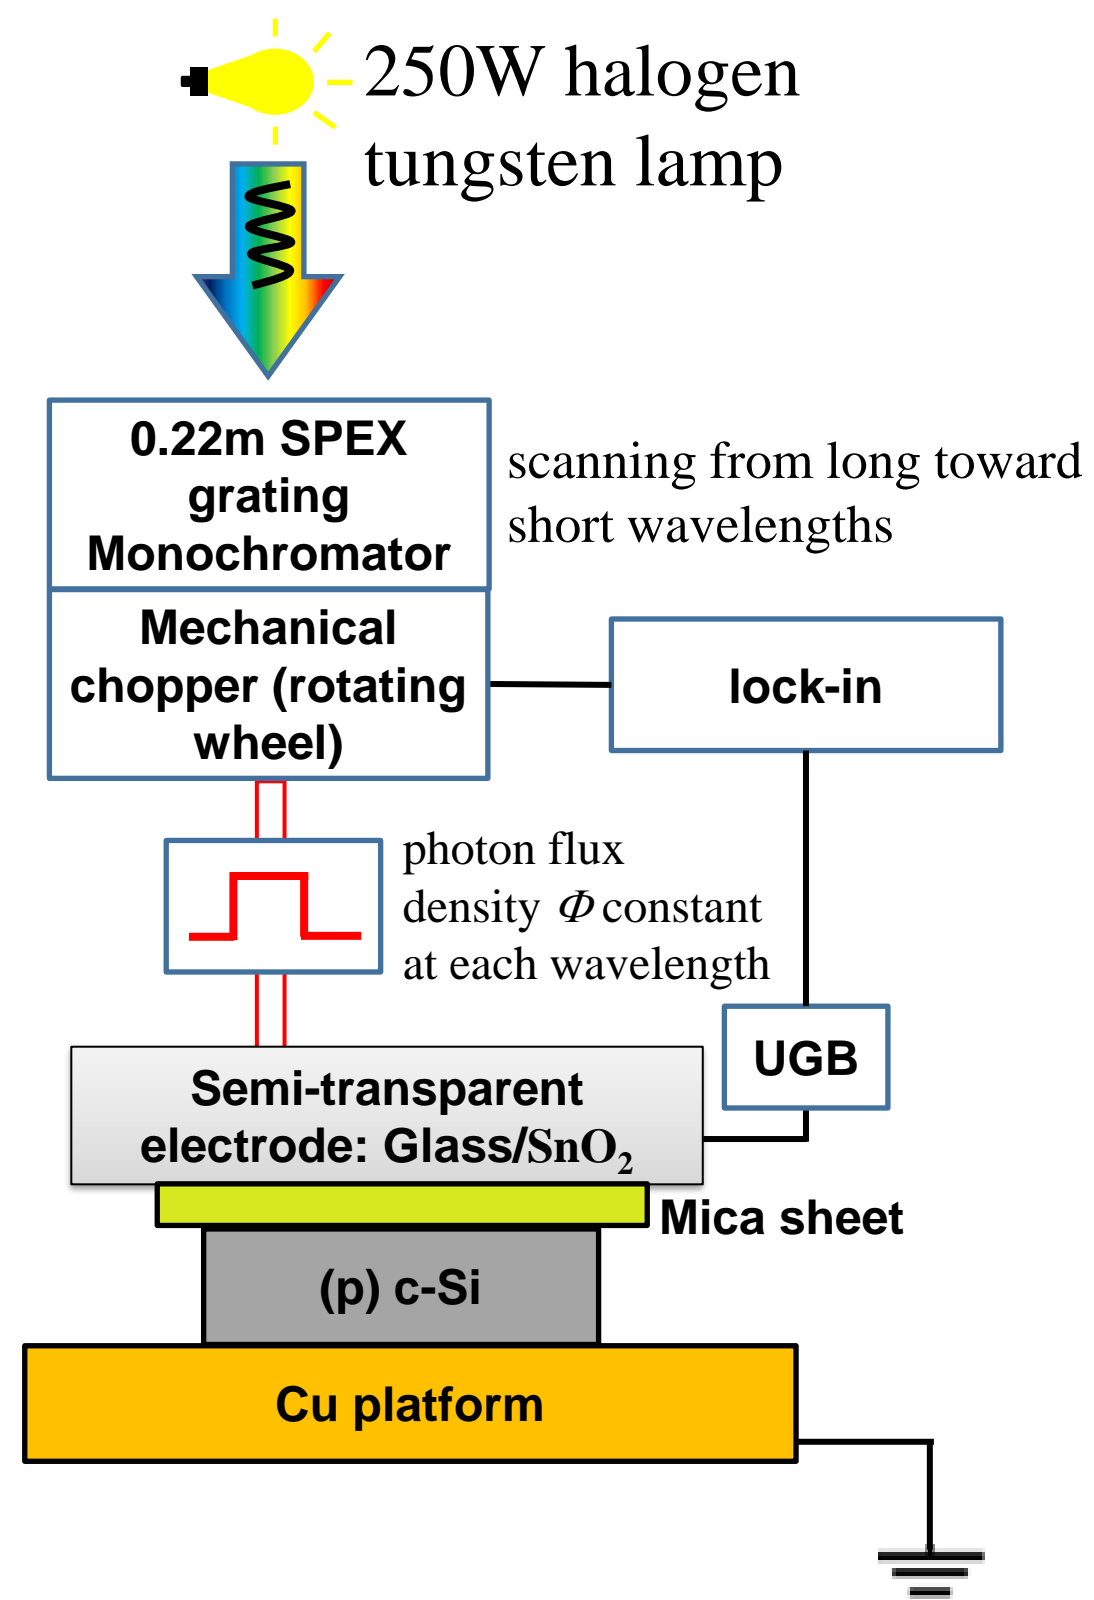 250W halogen
tungsten lamp
0.22m SPEX
grating
Monochromator
scanning from long toward
short wavelengths
Mechanical
chopper (rotating
wheel)
lock-in
photon flux
density Φ constant
at each wavelength
UGB
Semi-transparent
electrode: Glass/SnO₂
Mica sheet
(p) c-Si
Cu platform